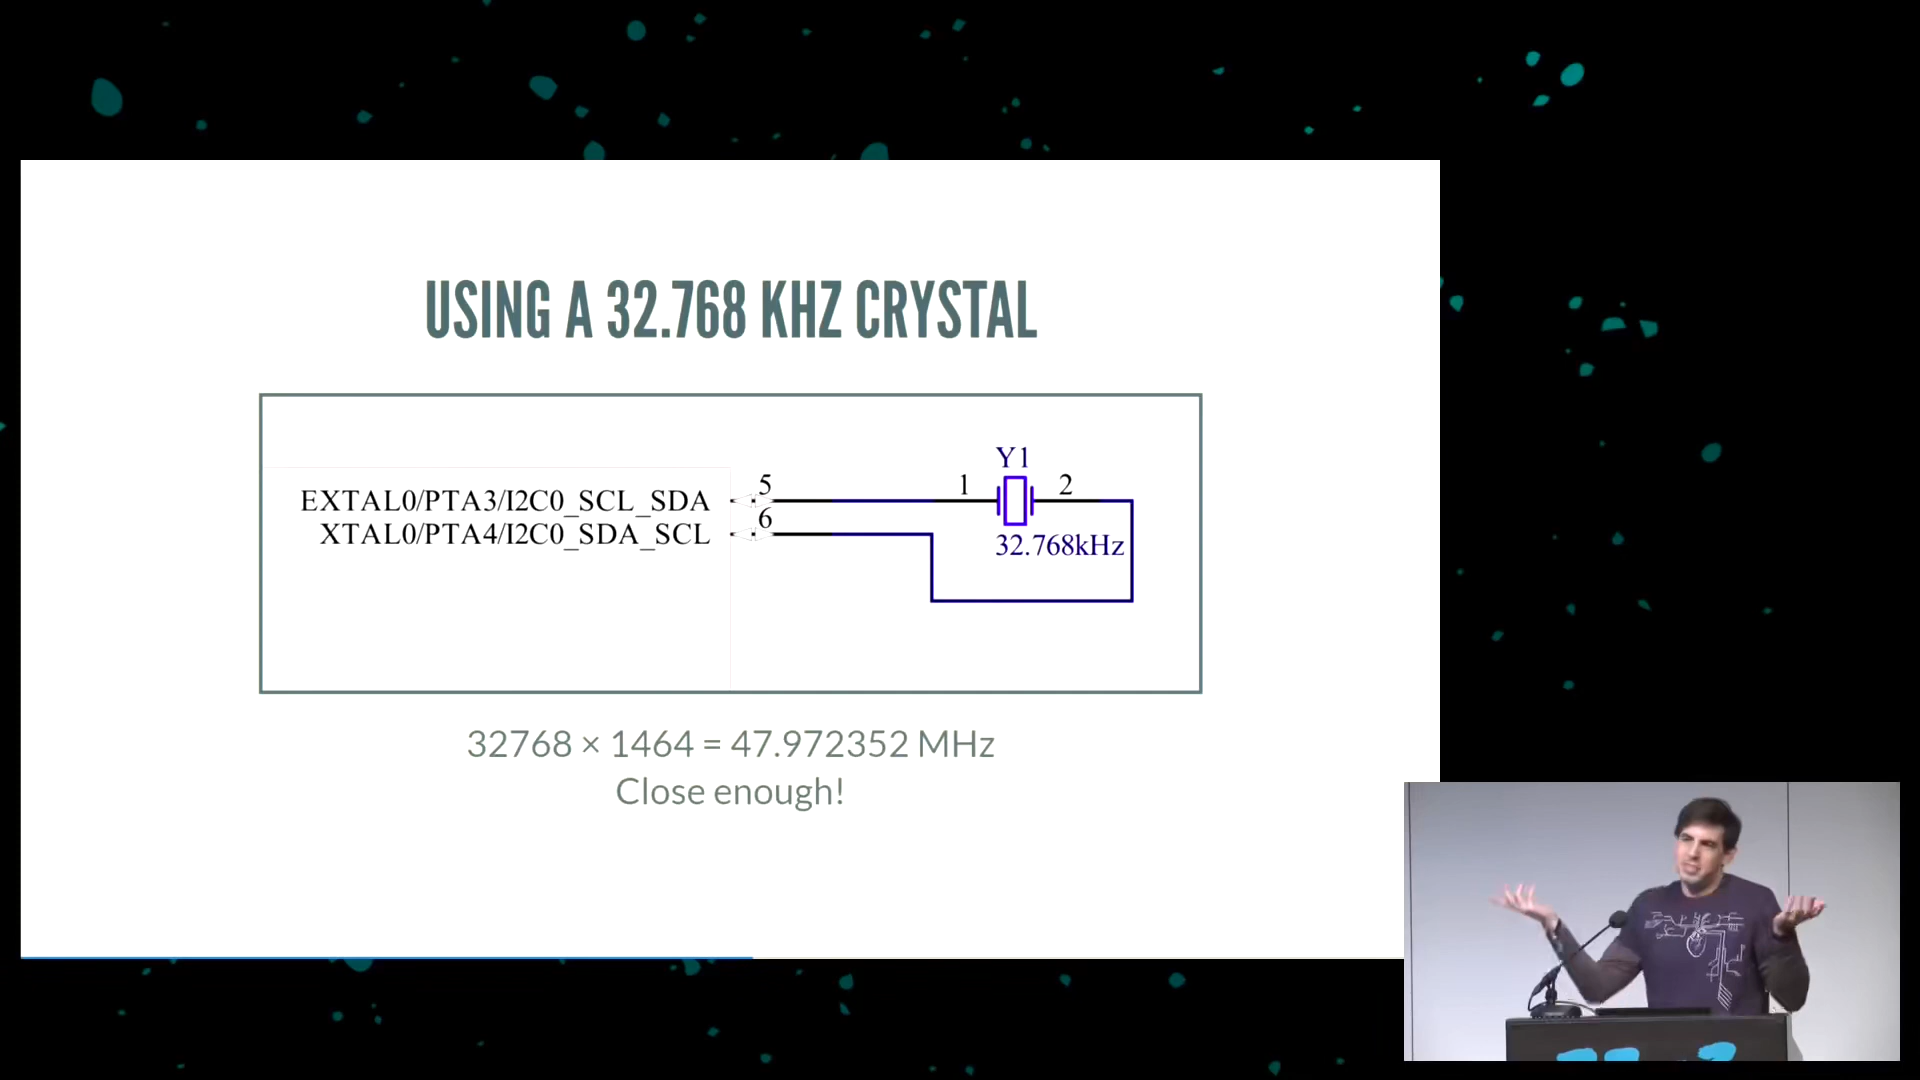 USING A 32.768 KHZ CRYSTAL
Y1
5
1
2
EXTAL0/PTA3/I2C0_SCL_SDA
6
XTAL0/PTA4/I2C0_SDA_SCL
32.768kHz
32768 × 1464 = 47.972352 MHz
Close enough!